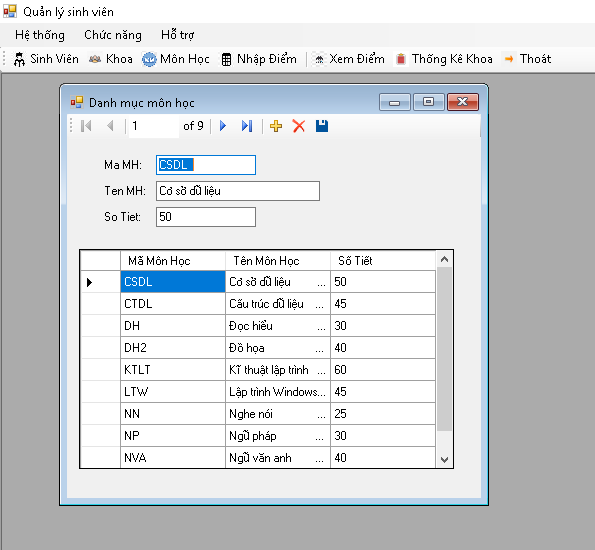 Quản lý sinh viên
Hệ thống Chức năng Hỗ trợ
Sinh Viên Khoa Môn Học Nhập Điểm Xem Điểm Thống Kê Khoa Thoát
Danh mục môn học
1 of 9
Ma MH: CSDL
Ten MH: Cơ sở dữ liệu
So Tiet: 50
Mã Môn Học Tên Môn Học Số Tiết
CSDL Cơ sở dữ liệu ... 50
CTDL Cấu trúc dữ liệu ... 45
DH Đọc hiểu ... 30
DH2 Đồ họa ... 40
KTLT Kĩ thuật lập trình ... 60
LTW Lập trình Windows... 45
NN Nghe nói ... 25
NP Ngữ pháp ... 30
NVA Ngữ văn anh ... 40